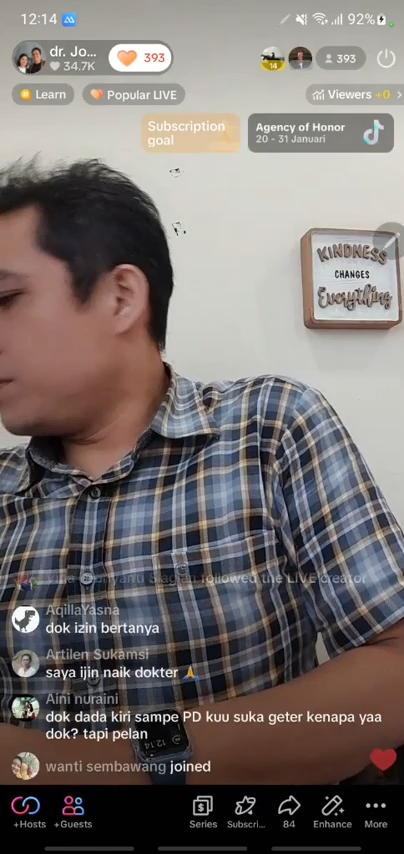 12:14
92%
dr. Jo...
34.7K
393
14
393
Learn
Popular LIVE
Viewers +0 >
Subscription
goal
Agency of Honor
20 - 31 Januari
KINDNESS
CHANGES
Everything
followed the LIVE creator
AqillaYasna
dok izin bertanya
Artilen Sukamsi
saya ijin naik dokter
Aini nuraini
dok dada kiri sampe PD kuu suka geter kenapa yaa
dok? tapi pelan
12:14
wanti sembawang joined
+Hosts
+Guests
Series
Subscri...
84
Enhance
More